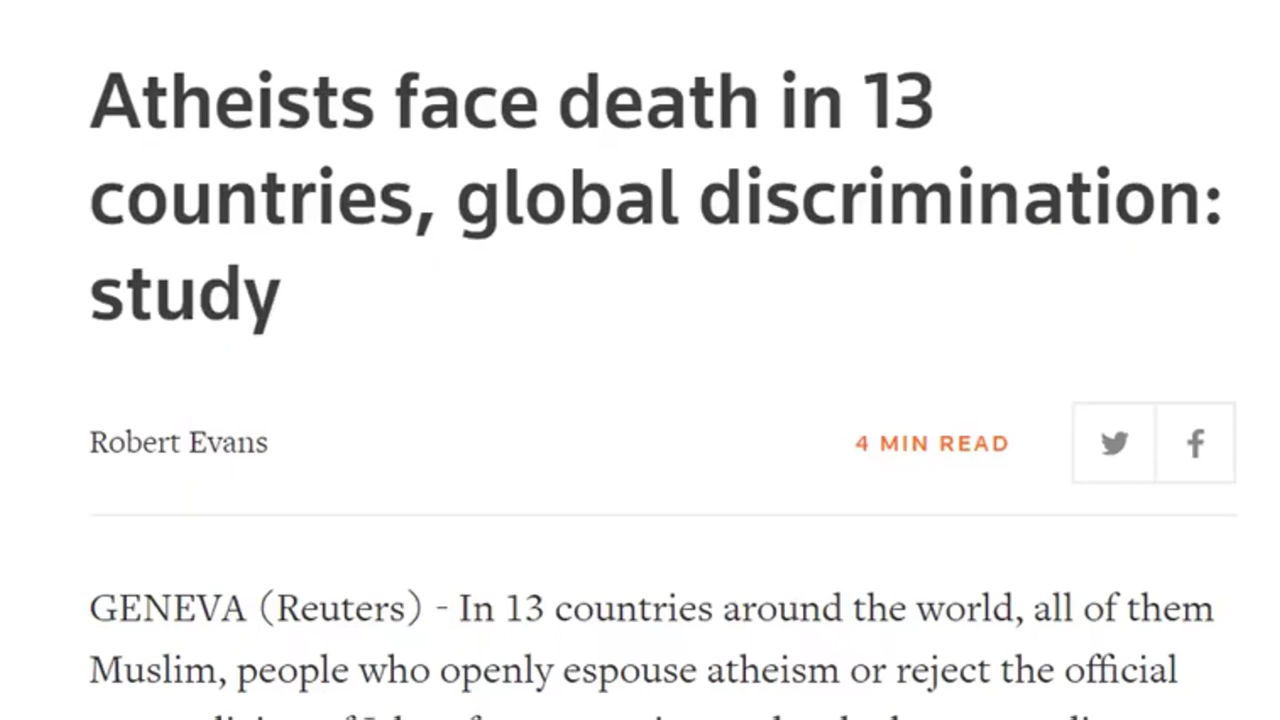 Atheists face death in 13
countries, global discrimination:
study
Robert Evans
4 MIN READ
GENEVA (Reuters) - In 13 countries around the world, all of them
Muslim, people who openly espouse atheism or reject the official